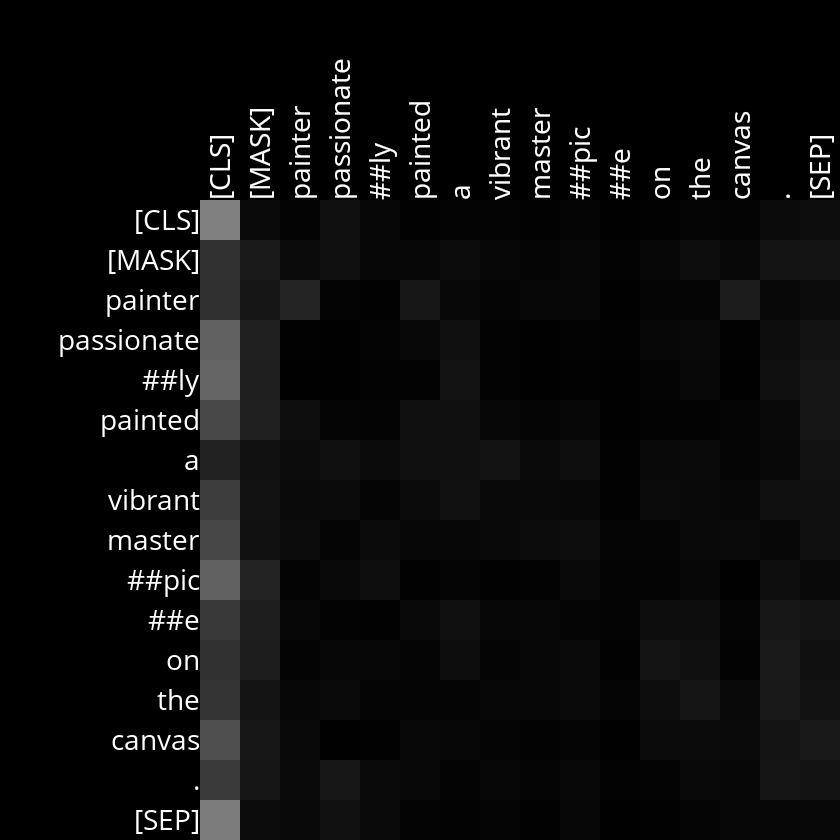 [CLS] [MASK] painter passionate ##ly painted a vibrant master ##pic ##e on the canvas . [SEP]
[CLS]
[MASK]
painter
passionate
##ly
painted
a
vibrant
master
##pic
##e
on
the
canvas
.
[SEP]